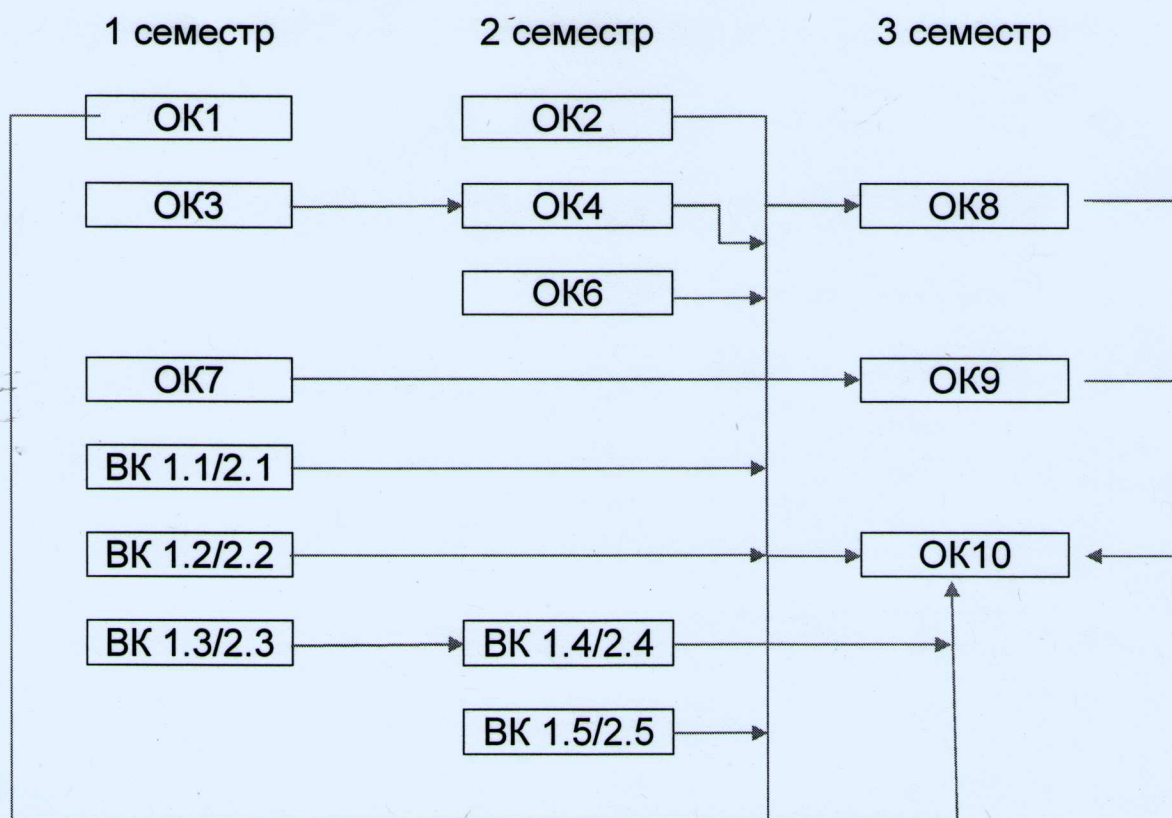 1 семестр 2 семестр 3 семестр
ОК1 ОК2
ОК3 ОК4 ОК8
ОК6
ОК7 ОК9
ВК 1.1/2.1
ВК 1.2/2.2 ОК10
ВК 1.3/2.3 ВК 1.4/2.4
ВК 1.5/2.5